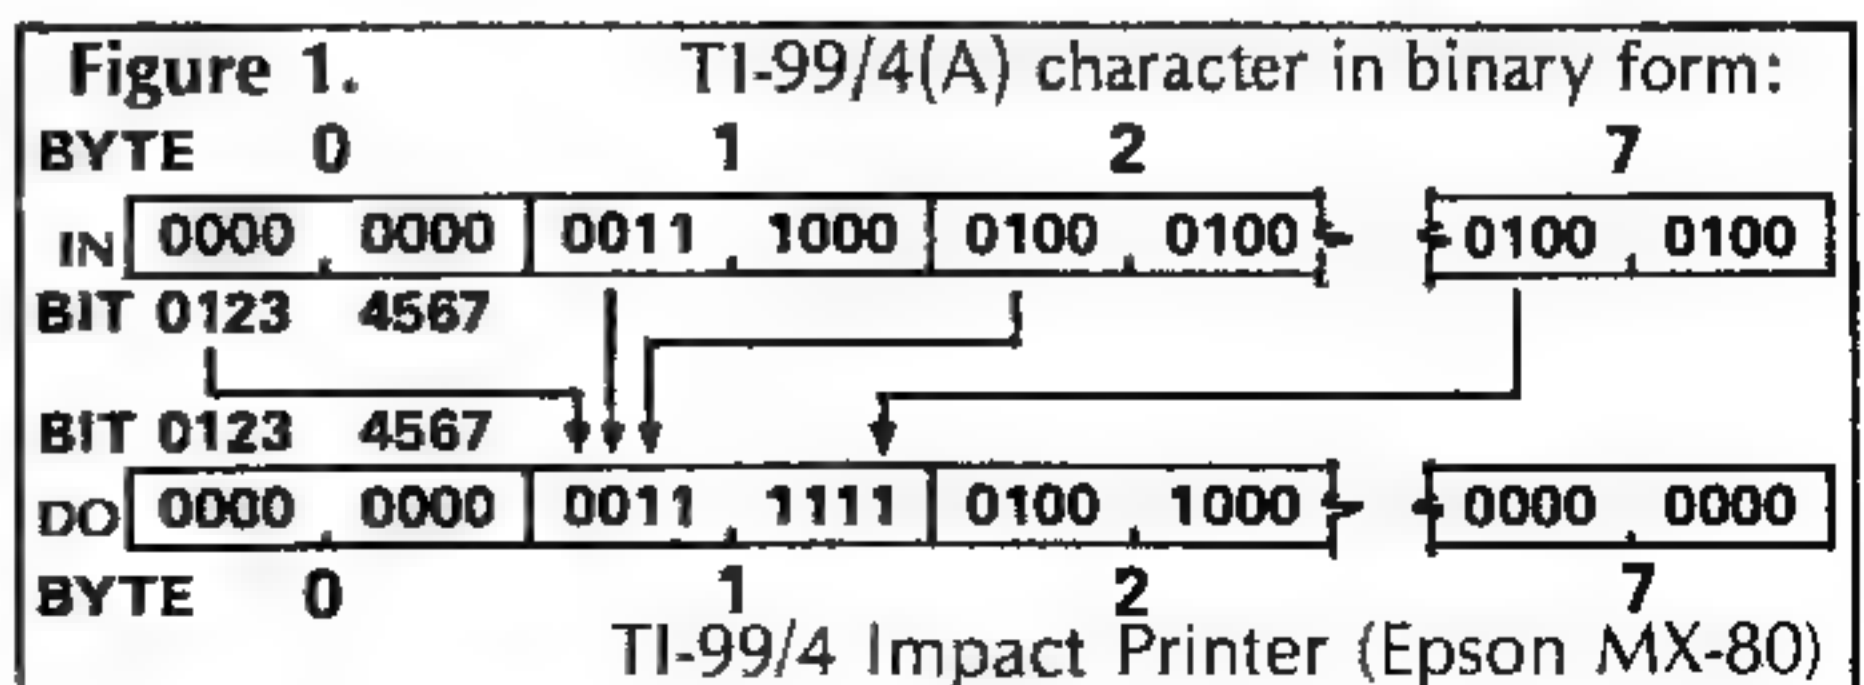 Figure 1. TI-99/4(A) character in binary form:
BYTE 0 1 2 7
IN 0000 0000 0011 1000 0100 0100 0100 0100
BIT 0123 4567
BIT 0123 4567
DO 0000 0000 0011 1111 0100 1000 0000 0000
BYTE 0 1 2 7
TI-99/4 Impact Printer (Epson MX-80)